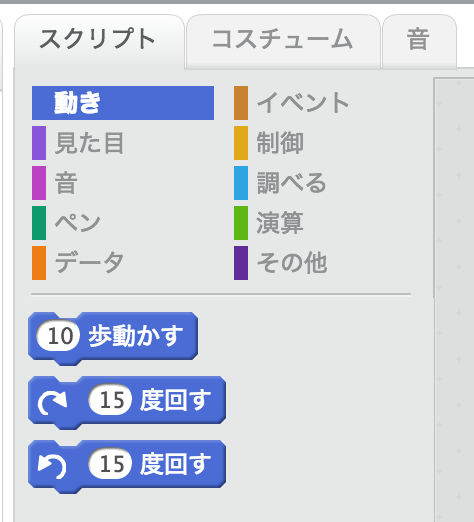 スクリプト コスチューム 音
動き イベント
見た目 制御
音 調べる
ペン 演算
データ その他
10 歩動かす
15 度回す
15 度回す